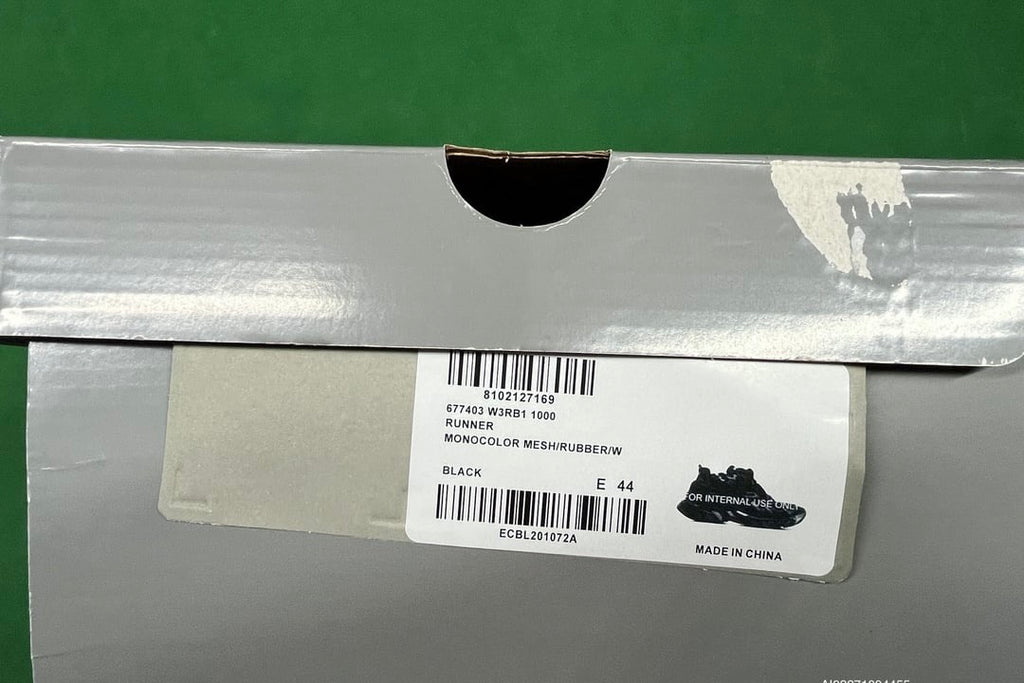 8102127169
677403 W3RB1 1000
RUNNER
MONOCOLOR MESH/RUBBER/W
BLACK
E 44
FOR INTERNAL USE ONLY
ECBL201072A
MADE IN CHINA